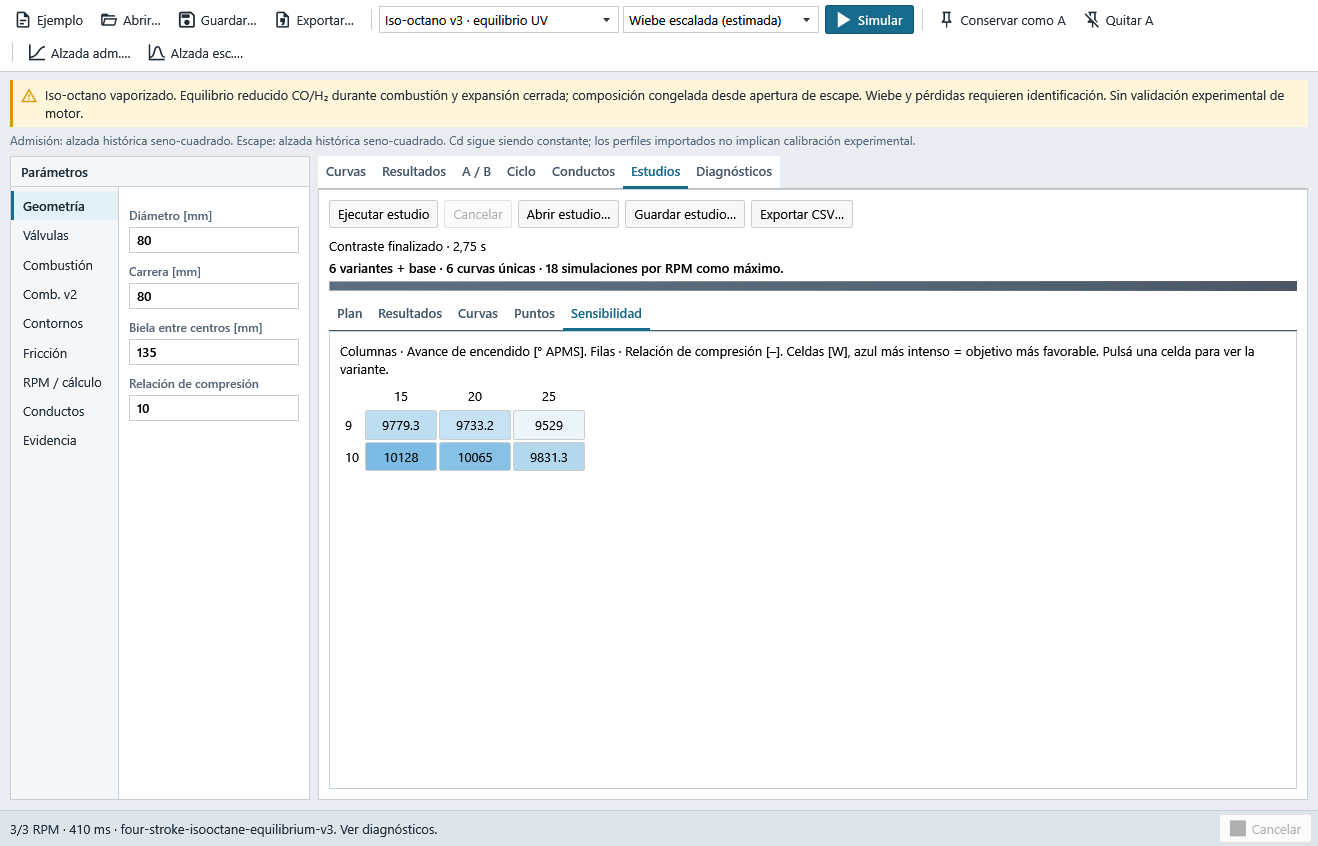 Ejemplo Abrir... Guardar... Exportar... Iso-octano v3 · equilibrio UV Wiebe escalada (estimada) Simular Conservar como A Quitar A
Alzada adm.... Alzada esc....
Iso-octano vaporizado. Equilibrio reducido CO/H₂ durante combustión y expansión cerrada; composición congelada desde apertura de escape. Wiebe y pérdidas requieren identificación. Sin validación experimental de
motor.
Admisión: alzada histórica seno-cuadrado. Escape: alzada histórica seno-cuadrado. Cd sigue siendo constante; los perfiles importados no implican calibración experimental.
Parámetros
Geometría
Válvulas
Combustión
Comb. v2
Contornos
Fricción
RPM / cálculo
Conductos
Evidencia
Diámetro [mm]
80
Carrera [mm]
80
Biela entre centros [mm]
135
Relación de compresión
10
Curvas Resultados A / B Ciclo Conductos Estudios Diagnósticos
Ejecutar estudio Cancelar Abrir estudio... Guardar estudio... Exportar CSV...
Contraste finalizado · 2,75 s
6 variantes + base · 6 curvas únicas · 18 simulaciones por RPM como máximo.
Plan Resultados Curvas Puntos Sensibilidad
Columnas · Avance de encendido [° APMS]. Filas · Relación de compresión [–]. Celdas [W], azul más intenso = objetivo más favorable. Pulsá una celda para ver la
variante.
15 20 25
9 9779.3 9733.2 9529
10 10128 10065 9831.3
3/3 RPM · 410 ms · four-stroke-isooctane-equilibrium-v3. Ver diagnósticos.
Cancelar